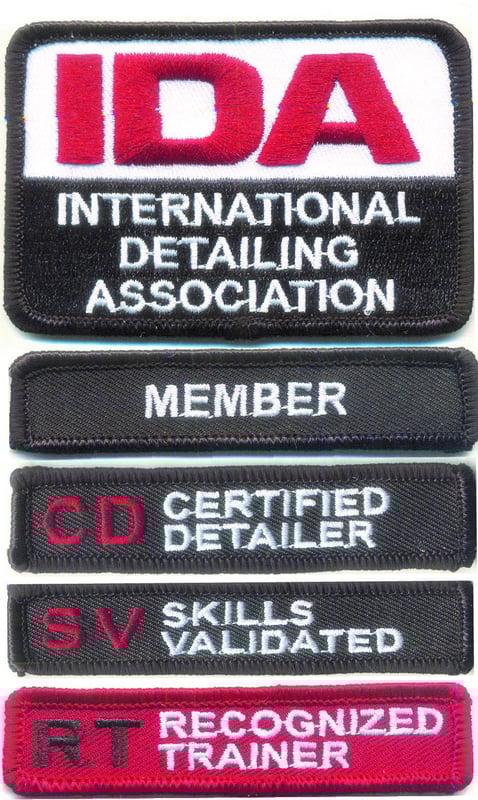 IDA
INTERNATIONAL
DETAILING
ASSOCIATION
MEMBER
CD CERTIFIED
DETAILER
SV SKILLS
VALIDATED
RT RECOGNIZED
TRAINER